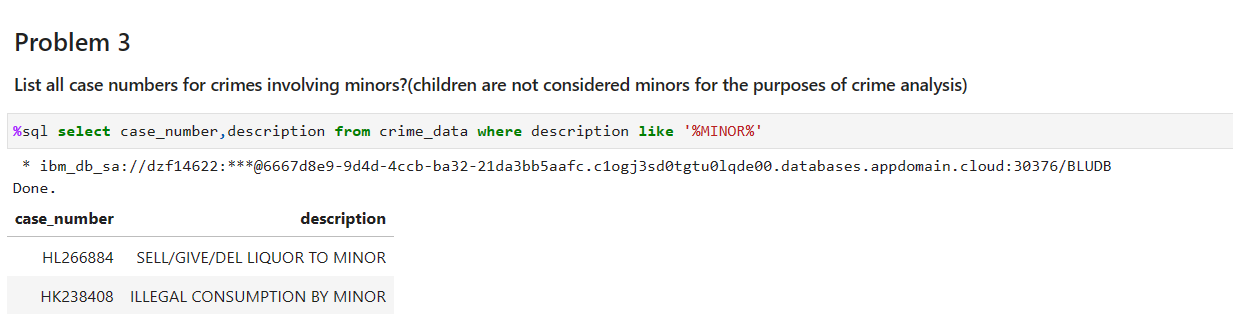 Problem 3
List all case numbers for crimes involving minors?(children are not considered minors for the purposes of crime analysis)
%sql select case_number,description from crime_data where description like '%MINOR%'
* ibm_db_sa://dzf14622:***@6667d8e9-9d4d-4ccb-ba32-21da3bb5aafc.c1ogj3sd0tgtu0lqde00.databases.appdomain.cloud:30376/BLUDB
Done.
case_number description
HL266884 SELL/GIVE/DEL LIQUOR TO MINOR
HK238408 ILLEGAL CONSUMPTION BY MINOR